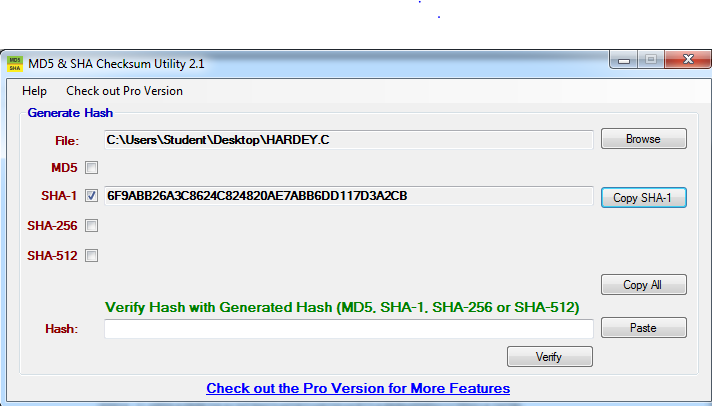 MD5 SHA MD5 & SHA Checksum Utility 2.1
Help Check out Pro Version
Generate Hash
File: C:\Users\Student\Desktop\HARDEY.C Browse
MD5
SHA-1 6F9ABB26A3C8624C824820AE7ABB6DD117D3A2CB Copy SHA-1
SHA-256
SHA-512
Copy All
Verify Hash with Generated Hash (MD5, SHA-1, SHA-256 or SHA-512)
Hash: Paste
Verify
Check out the Pro Version for More Features